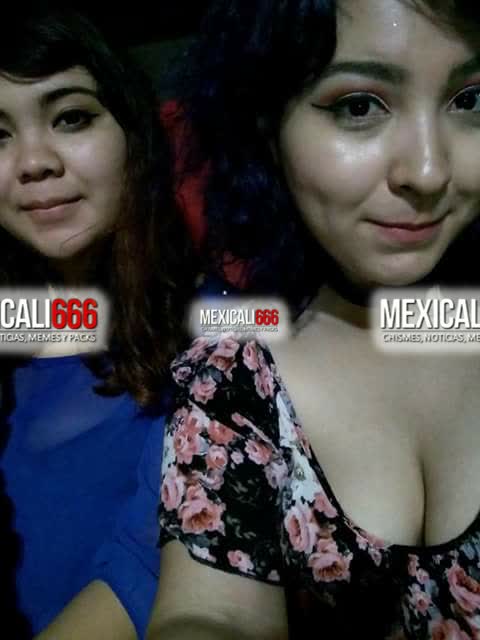 CALI666
TICIAS, MEMES Y PACKS
MEXICALI666
MEXICAL
CHISMES, NOTICIAS, ME